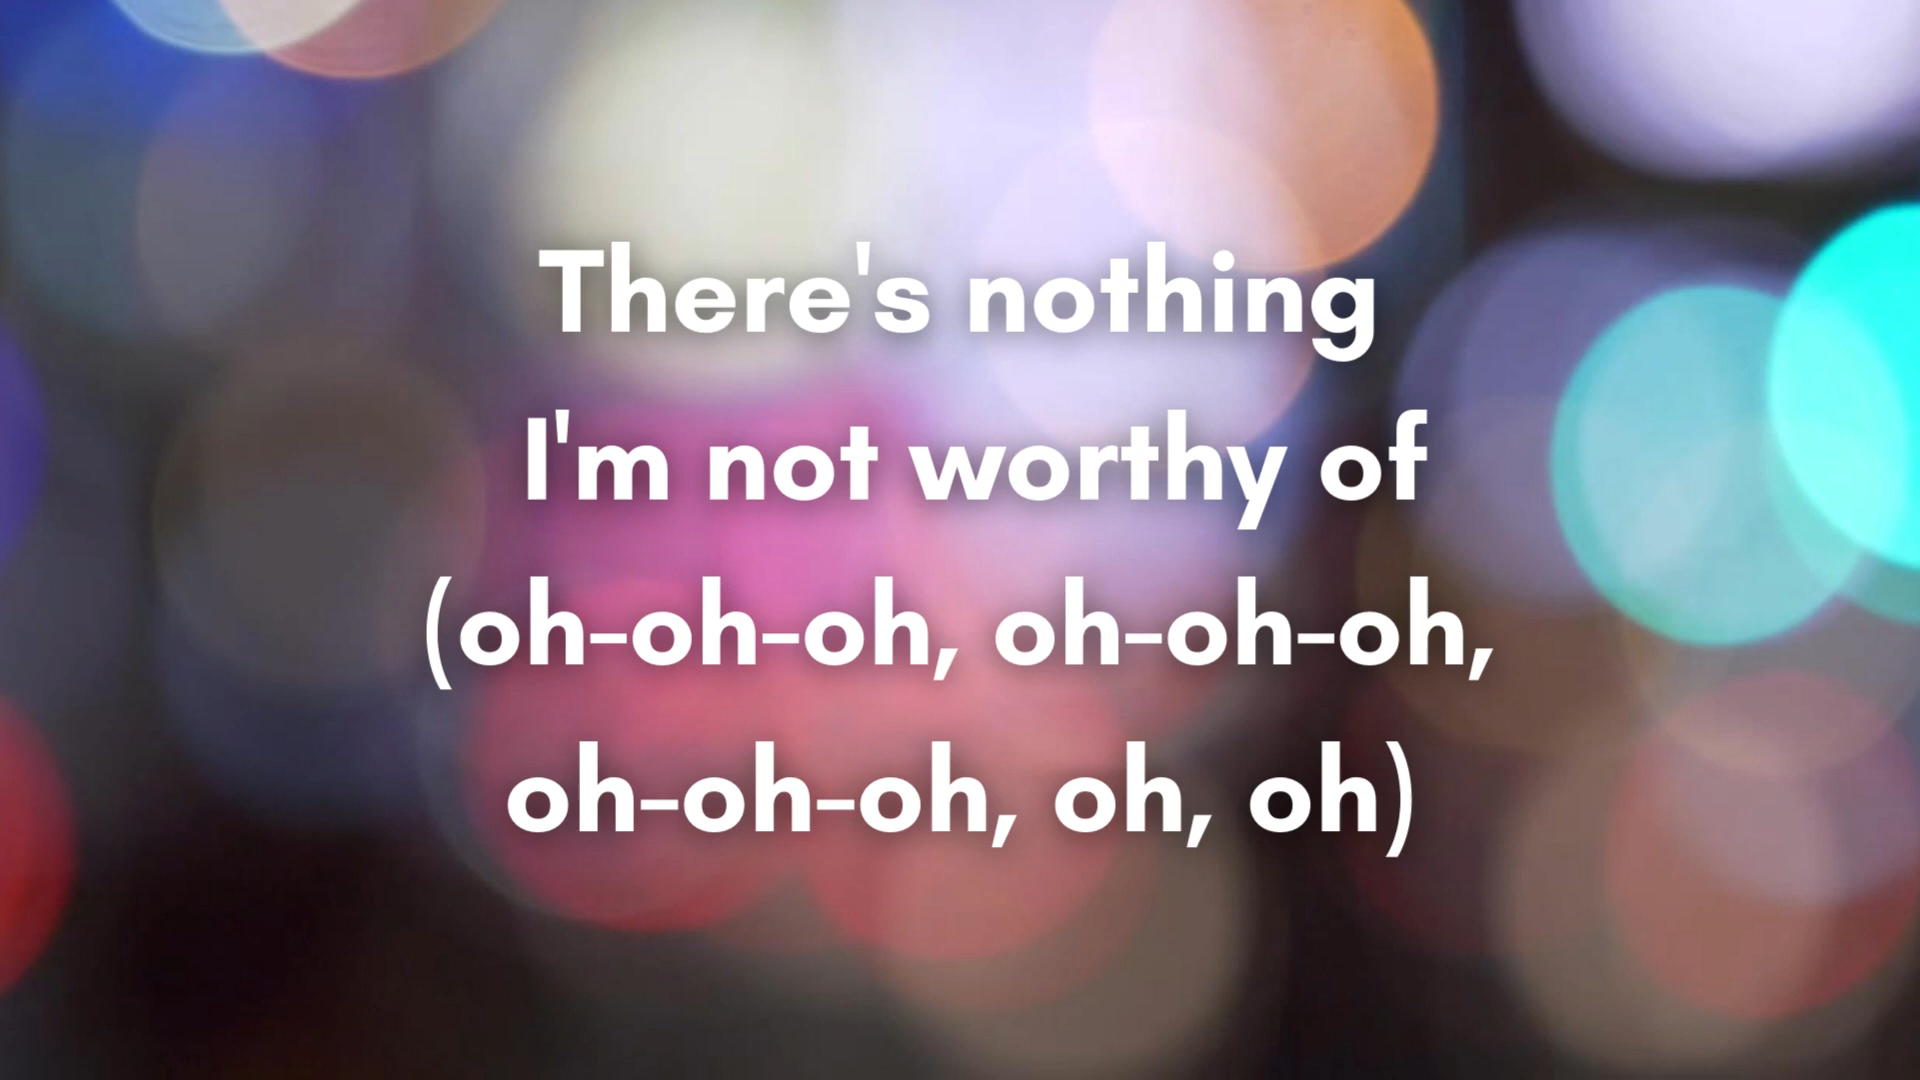 There's nothing
I'm not worthy of
(oh-oh-oh, oh-oh-oh,
oh-oh-oh, oh, oh)